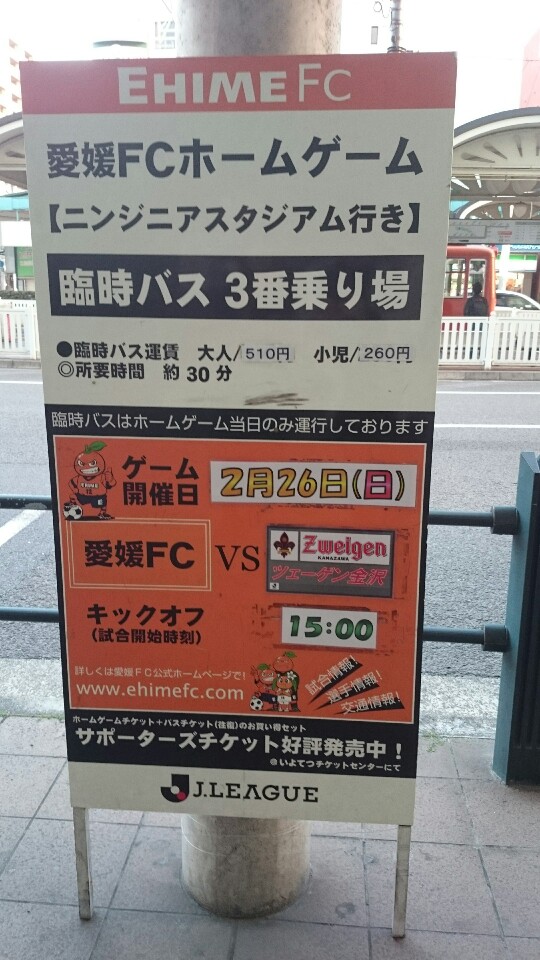 EHIME FC
愛媛FCホームゲーム
【ニンジニアスタジアム行き】
臨時バス 3番乗り場
●臨時バス運賃 大人/510円 小児/260円
◎所要時間 約30分
臨時バスはホームゲーム当日のみ運行しております
ゲーム
開催日
2月26日(日)
愛媛FC VS
Zweigen
KANAZAWA
ツエーゲン金沢
キックオフ
(試合開始時刻)
15:00
詳しくは愛媛FC公式ホームページで!
www.ehimefc.com
試合情報!
選手情報!
交通情報!
ホームゲームチケット+バスチケット(往復)のお買い得セット
サポーターズチケット好評発売中!
@いよてつチケットセンターにて
J.LEAGUE